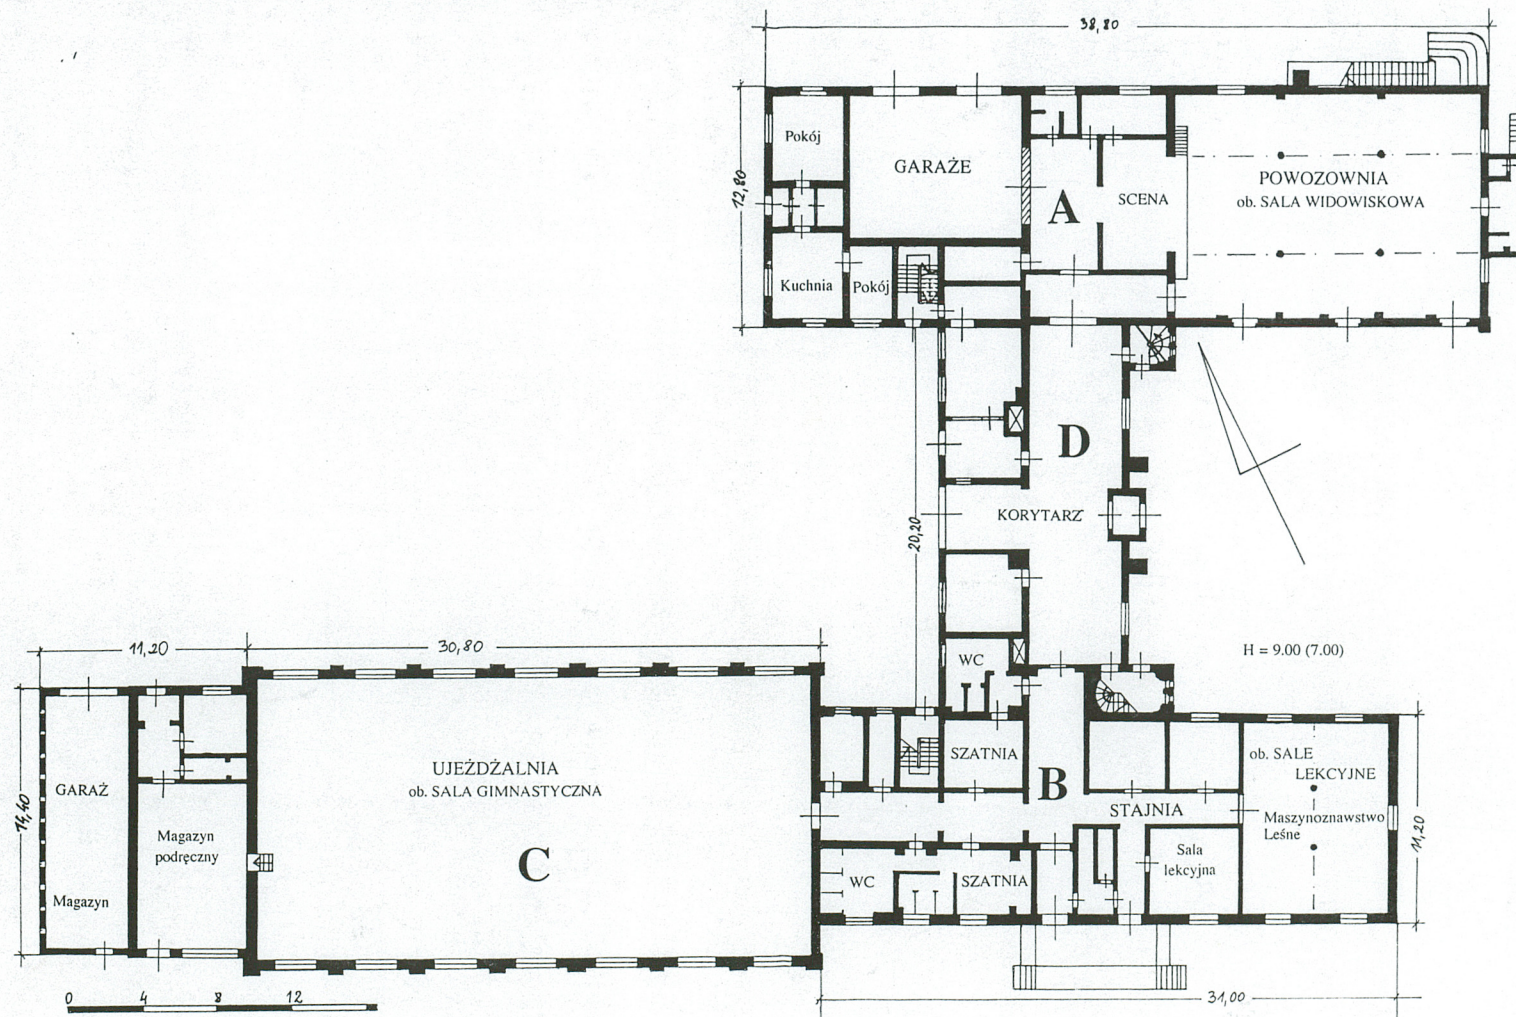 38,80
Pokój
GARAŻE
12,80
A
SCENA
POWOZOWNIA
ob. SALA WIDOWISKOWA
Kuchnia
Pokój
D
KORYTARZ
20,20
H = 9.00 (7.00)
11,20
30,80
WC
14,40
GARAŻ
Magazyn
podręczny
Magazyn
UJEŻDŻALNIA
ob. SALA GIMNASTYCZNA
C
SZATNIA
B
STAJNIA
ob. SALE
LEKCYJNE
Maszynoznawstwo
Leśne
11,20
Sala
lekcyjna
WC
SZATNIA
0 4 8 12
31,00